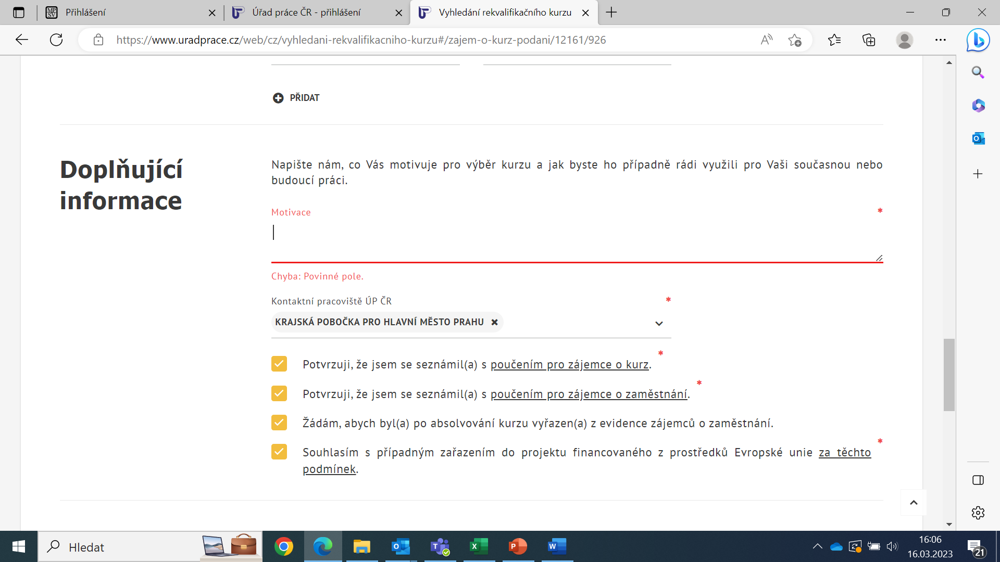 Přihlášení
Úřad práce ČR - přihlášení
Vyhledání rekvalifikačního kurzu
https://www.uradprace.cz/web/cz/vyhledani-rekvalifikacniho-kurzu#/zajem-o-kurz-podani/12161/926
PŘIDAT
Doplňující
informace
Napište nám, co Vás motivuje pro výběr kurzu a jak byste ho případně rádi využili pro Vaši současnou nebo
budoucí práci.
Motivace *
Chyba: Povinné pole.
Kontaktní pracoviště ÚP ČR *
KRAJSKÁ POBOČKA PRO HLAVNÍ MĚSTO PRAHU
Potvrzuji, že jsem se seznámil(a) s poučením pro zájemce o kurz. *
Potvrzuji, že jsem se seznámil(a) s poučením pro zájemce o zaměstnání. *
Žádám, abych byl(a) po absolvování kurzu vyřazen(a) z evidence zájemců o zaměstnání.
Souhlasím s případným zařazením do projektu financovaného z prostředků Evropské unie za těchto *
podmínek.
Hledat
16:06
16.03.2023
21